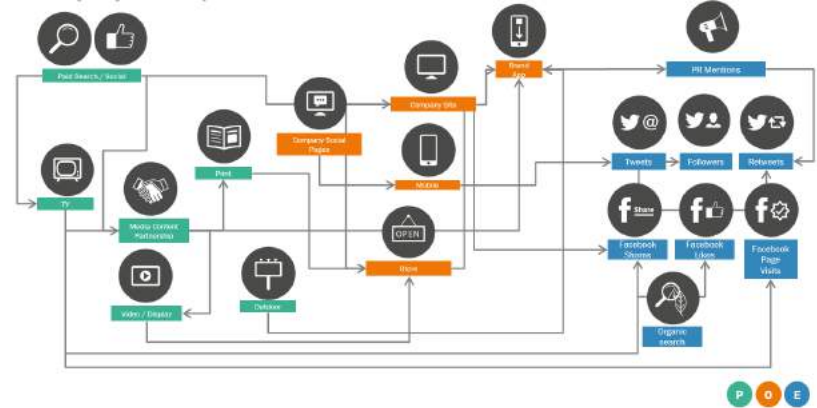 Paid Search / Social
Brand
App
PR Mentions
Company Site
@
Company Social
Pages
Print
Tweets
Followers
Retweets
Mobile
TV
Media Content
Partnership
OPEN
Share
Store
Facebook
Shares
Facebook
Likes
Facebook
Page
Visits
Video / Display
Outdoor
Organic
search
P O E